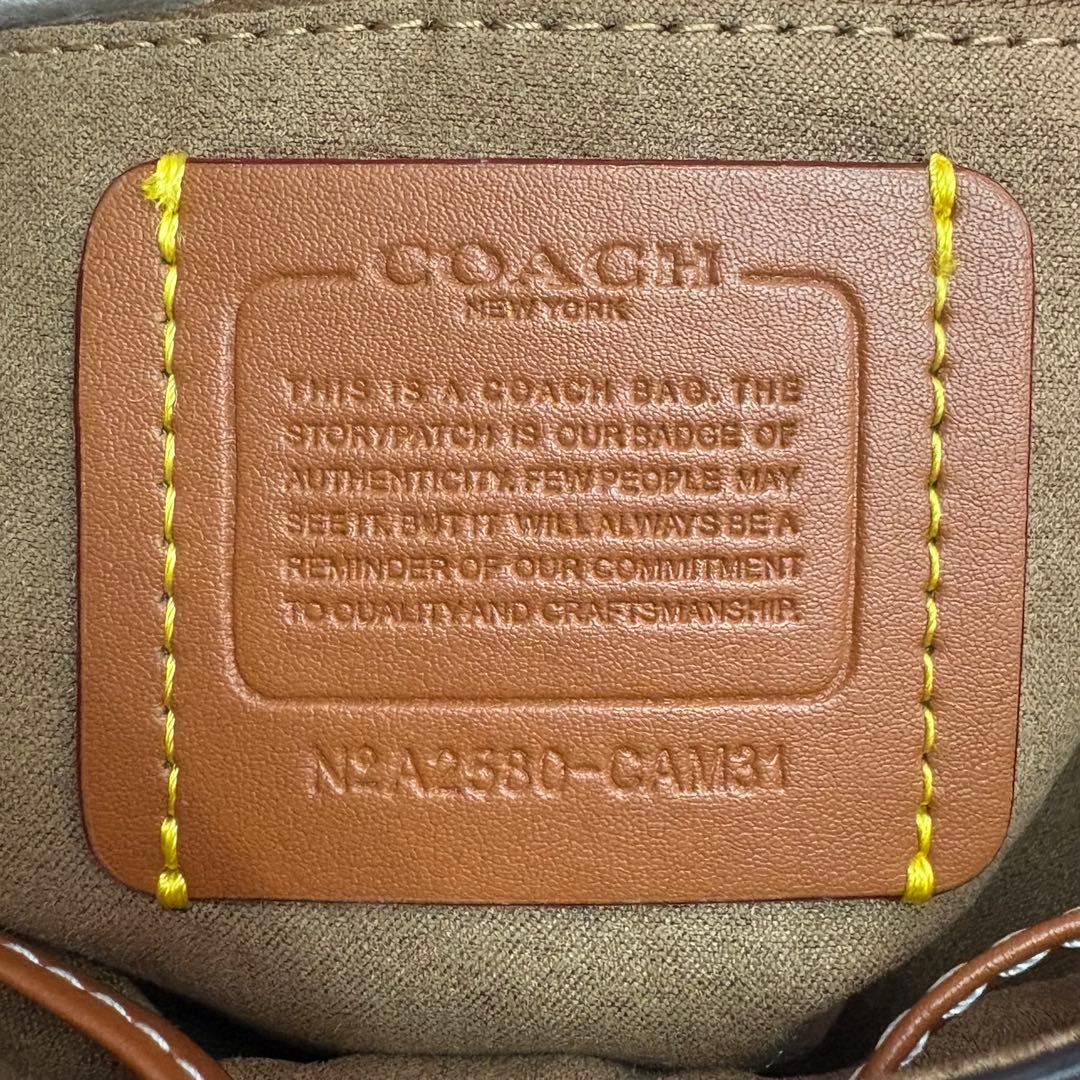 COACH
NEW YORK
THIS IS A COACH BAG. THE
STORYPATCH IS OUR BADGE OF
AUTHENTICITY. FEW PEOPLE MAY
SEE IT. BUT IT WILL ALWAYS BE A
REMINDER OF OUR COMMITMENT
TO QUALITY AND CRAFTSMANSHIP.
Nº A2580-CAM31